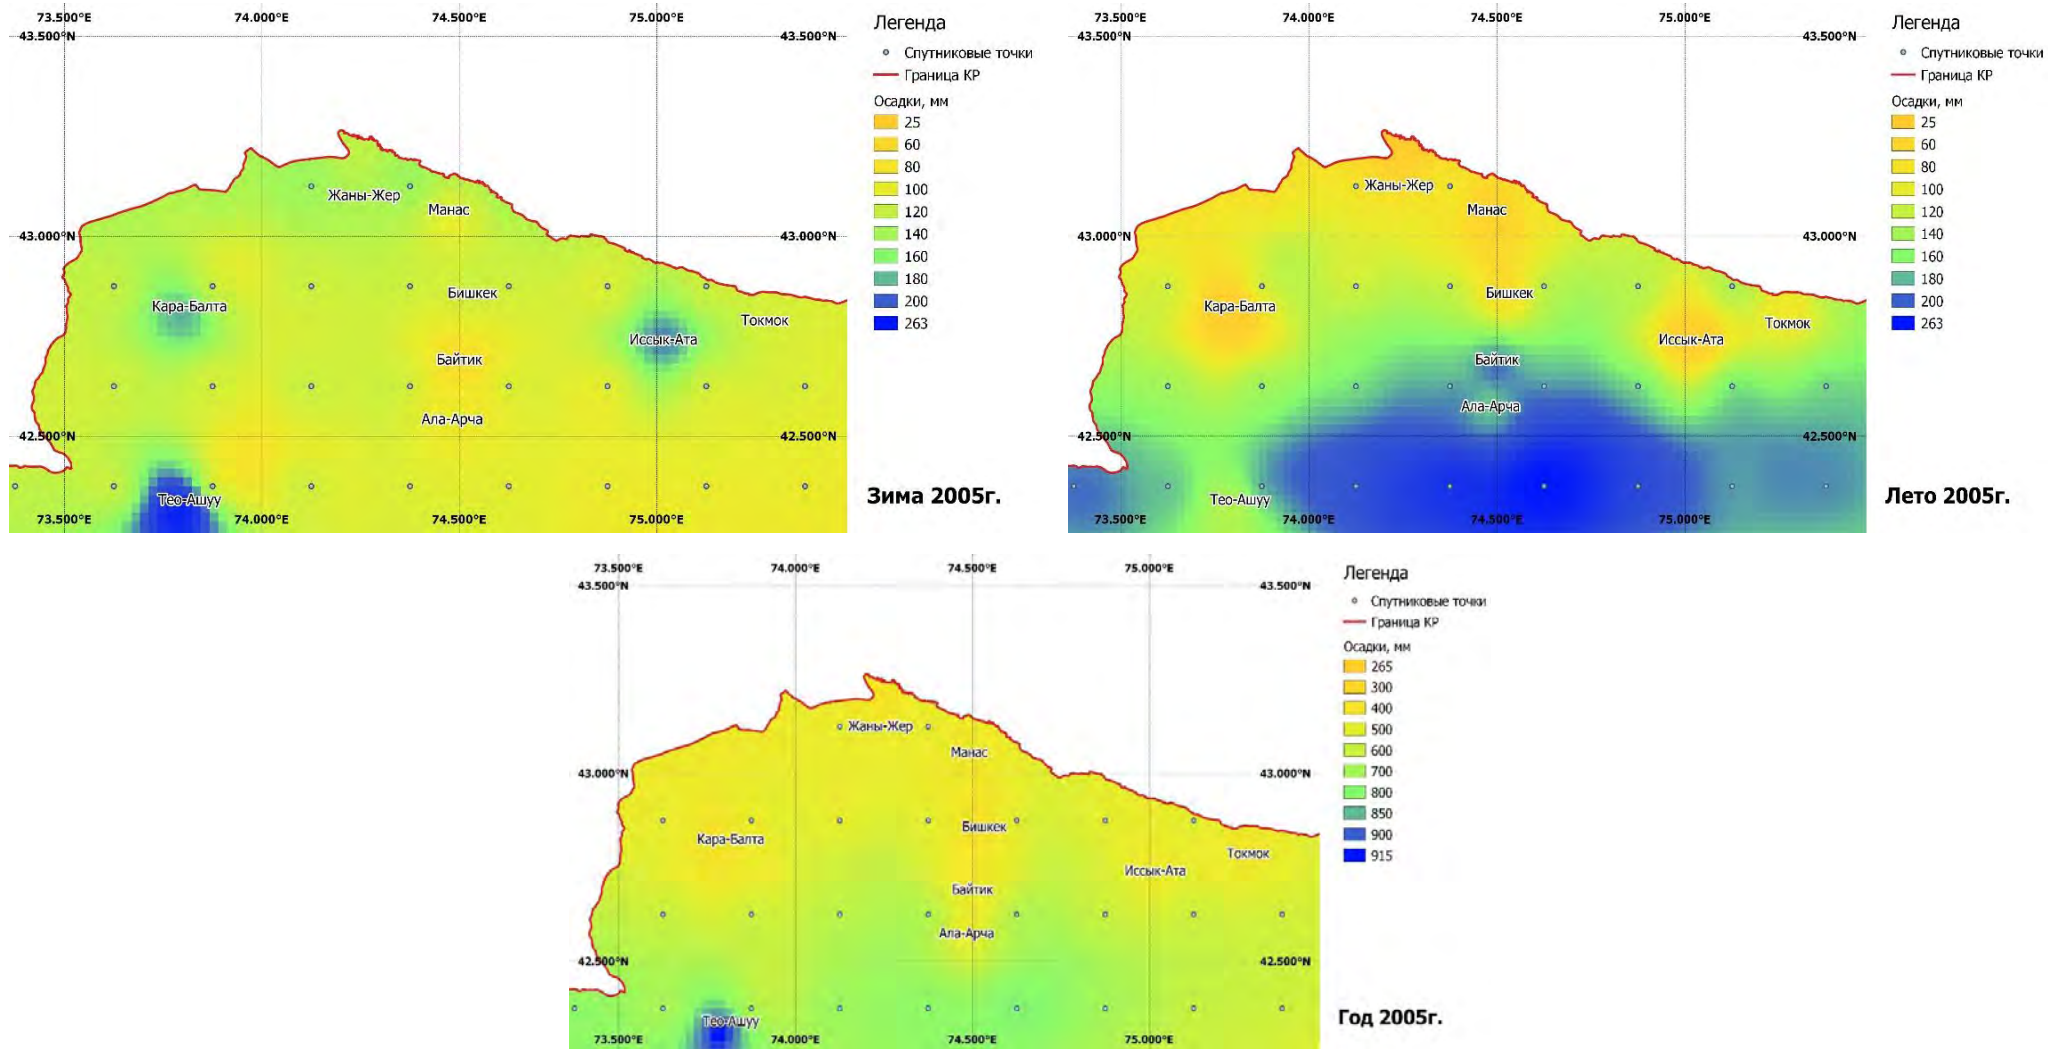 73.500°E 74.000°E 74.500°E 75.000°E
43.500°N 43.500°N
Жаны-Жер
Манас
43.000°N 43.000°N
Бишкек
Кара-Балта
Токмок
Иссык-Ата
Байтик
Ала-Арча
42.500°N 42.500°N
Тео-Ашуу
73.500°E 74.000°E 74.500°E 75.000°E
Легенда
Спутниковые точки
Граница КР
Осадки, мм
25
60
80
100
120
140
160
180
200
263
Зима 2005г.
73.500°E 74.000°E 74.500°E 75.000°E
43.500°N 43.500°N
Жаны-Жер
Манас
43.000°N 43.000°N
Бишкек
Кара-Балта
Токмок
Иссык-Ата
Байтик
Ала-Арча
42.500°N 42.500°N
Тео-Ашуу
73.500°E 74.000°E 74.500°E 75.000°E
Легенда
Спутниковые точки
Граница КР
Осадки, мм
25
60
80
100
120
140
160
180
200
263
Лето 2005г.
73.500°E 74.000°E 74.500°E 75.000°E
43.500°N 43.500°N
Жаны-Жер
Манас
43.000°N 43.000°N
Бишкек
Кара-Балта
Токмок
Иссык-Ата
Байтик
Ала-Арча
42.500°N 42.500°N
Тео-Ашуу
73.500°E 74.000°E 74.500°E 75.000°E
Легенда
Спутниковые точки
Граница КР
Осадки, мм
265
300
400
500
600
700
800
850
900
915
Год 2005г.